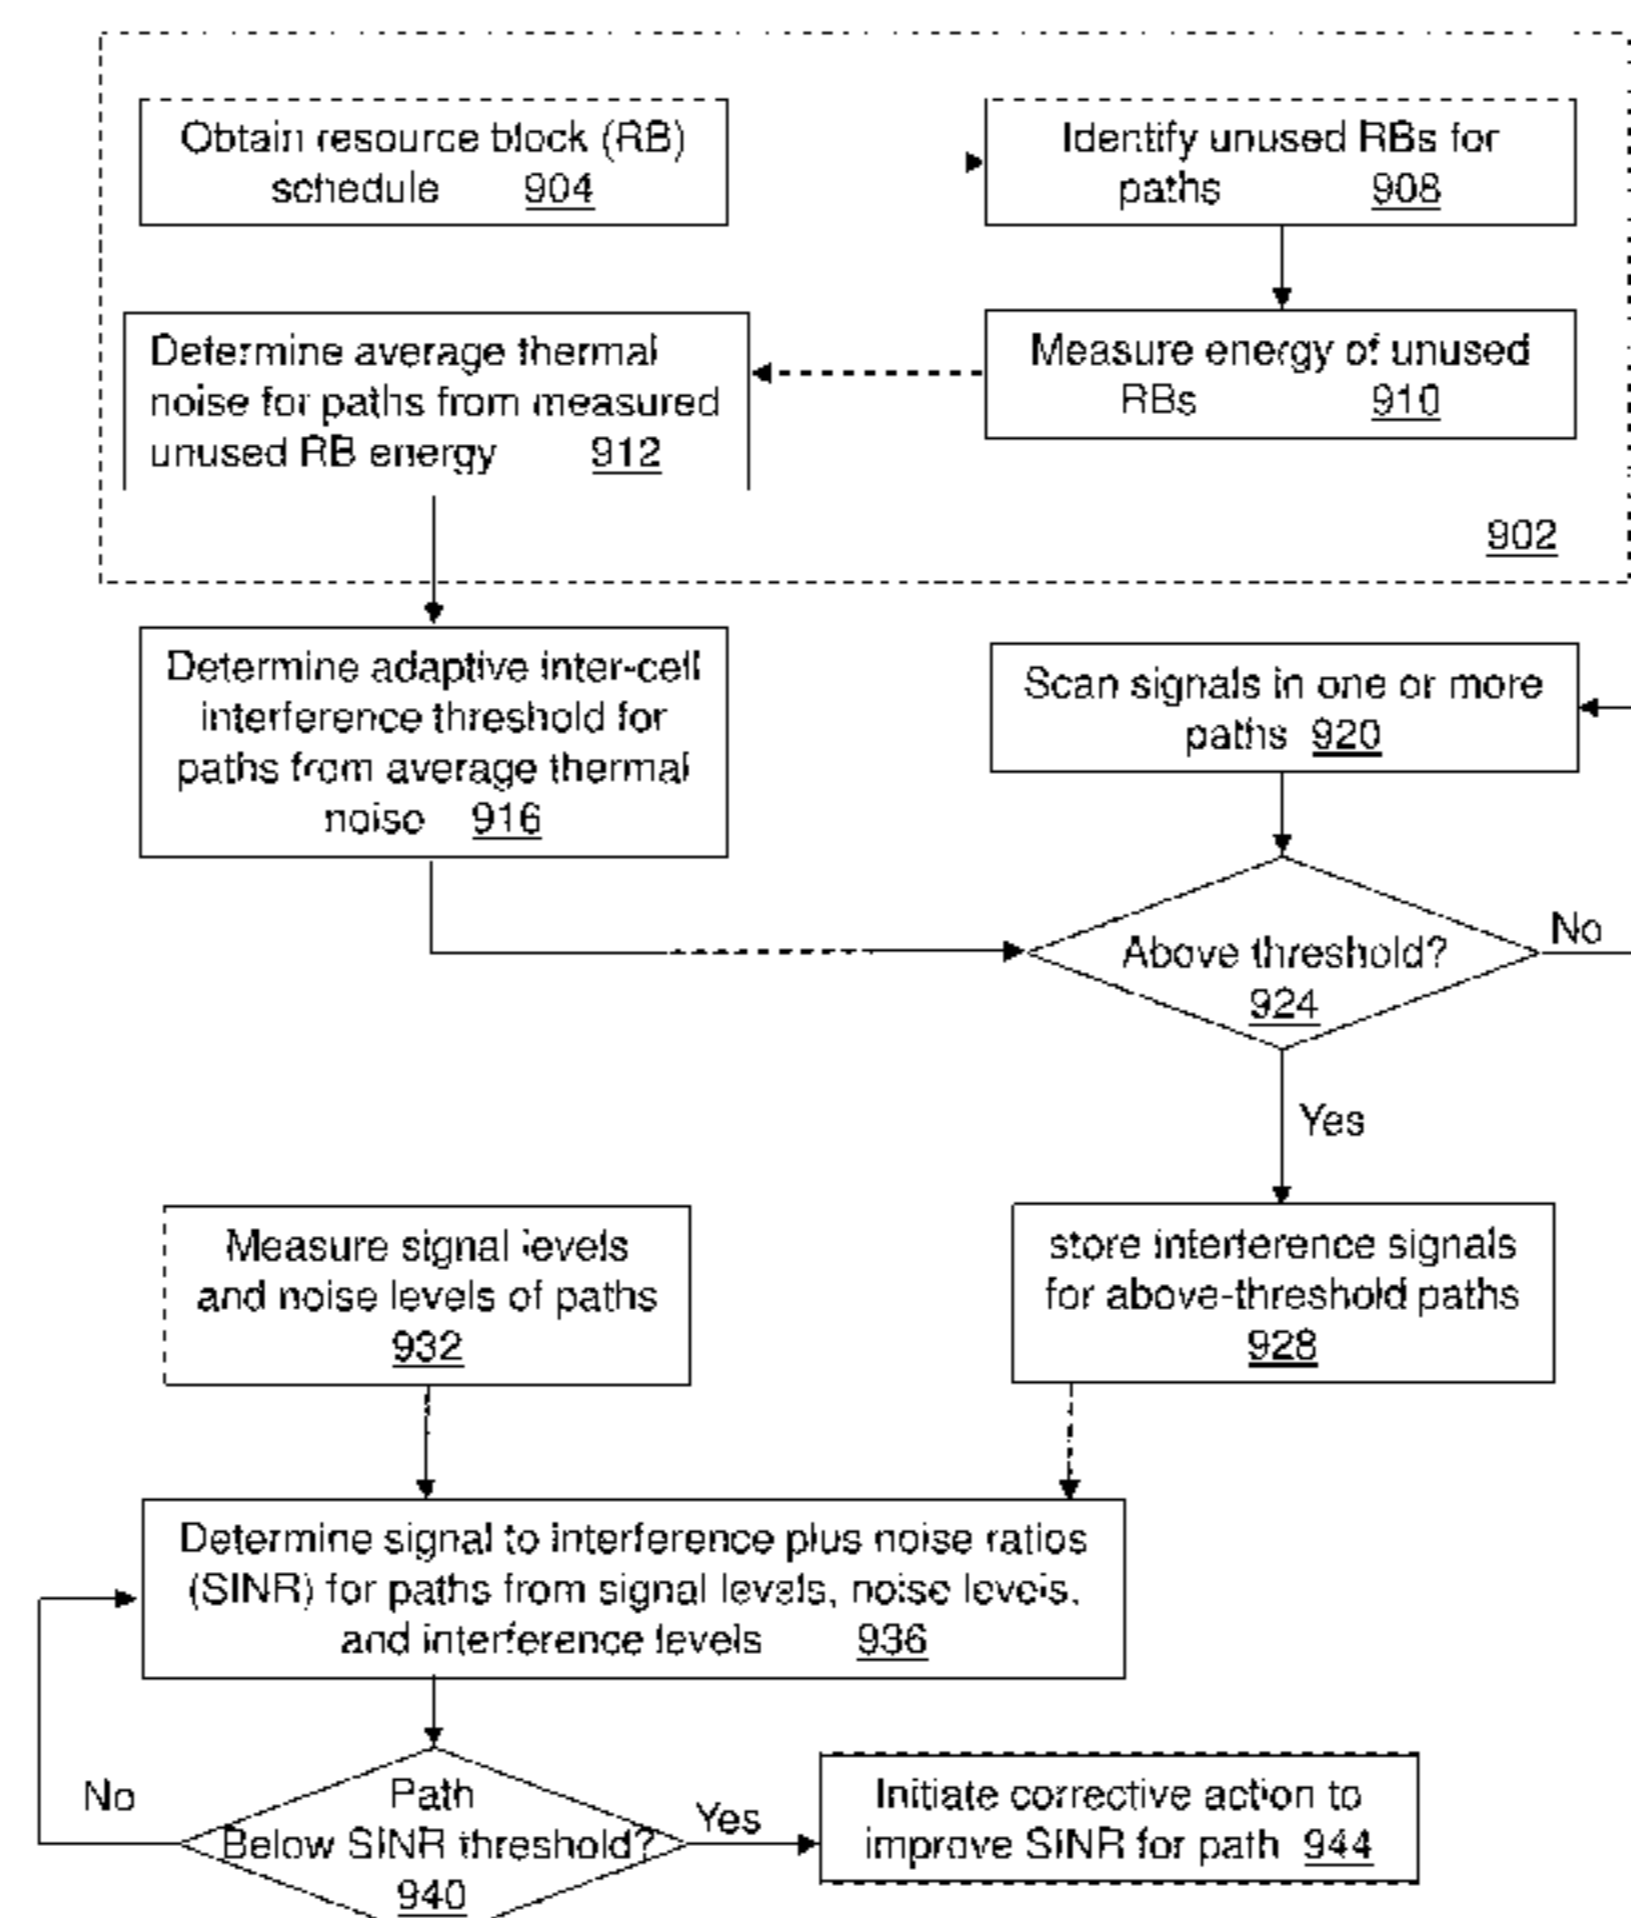 Obtain resource block (RB)
schedule 904
Identify unused RBs for
paths 908
Determine average thermal
noise for paths from measured
unused RB energy 912
Measure energy of unused
RBs 910
902
Determine adaptive inter-cell
interference threshold for
paths from average thermal
noise 916
Scan signals in one or more
paths 920
Above threshold?
924
No
Yes
Measure signal levels
and noise levels of paths
932
store interference signals
for above-threshold paths
928
Determine signal to interference plus noise ratios
(SINR) for paths from signal levels, noise levels,
and interference levels 936
No
Path
Below SINR threshold?
940
Yes
Initiate corrective action to
improve SINR for path 944